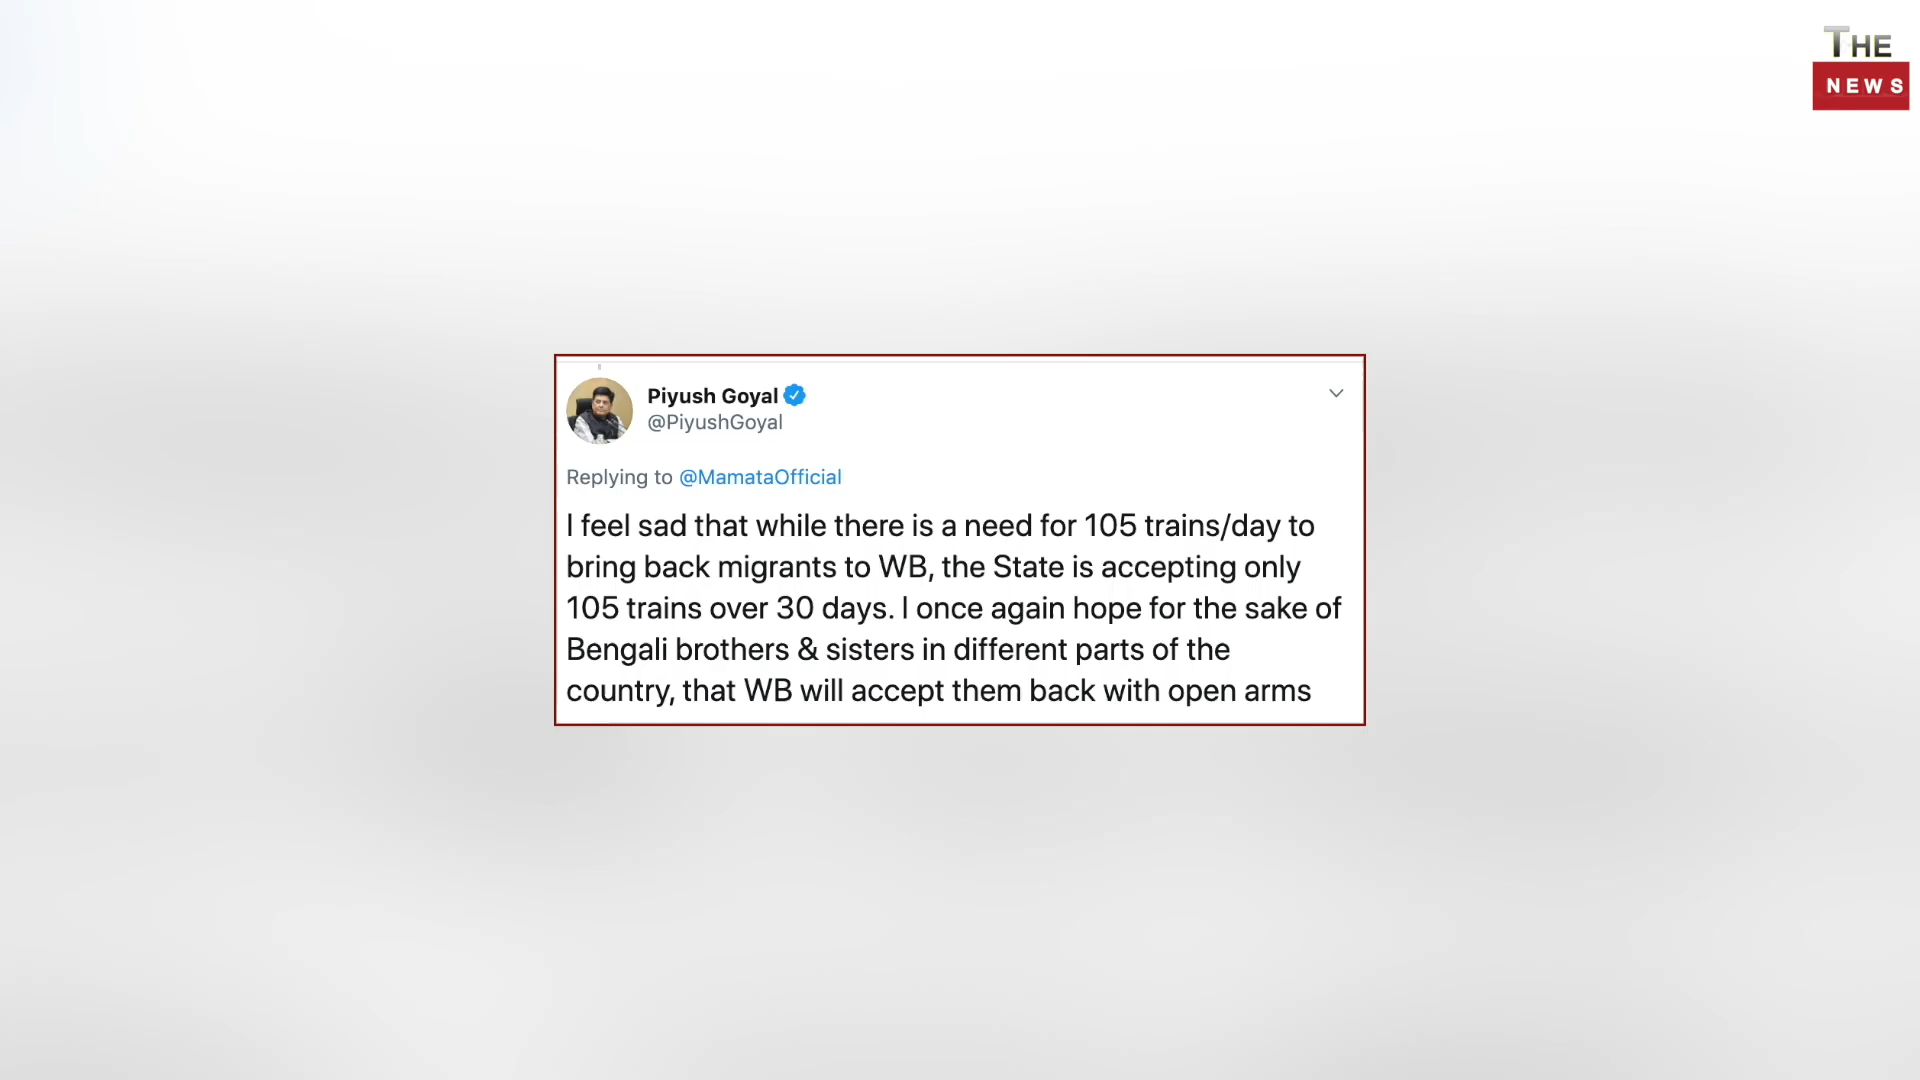 THE
NEWS
Piyush Goyal
@PiyushGoyal
Replying to @MamataOfficial
I feel sad that while there is a need for 105 trains/day to
bring back migrants to WB, the State is accepting only
105 trains over 30 days. I once again hope for the sake of
Bengali brothers & sisters in different parts of the
country, that WB will accept them back with open arms